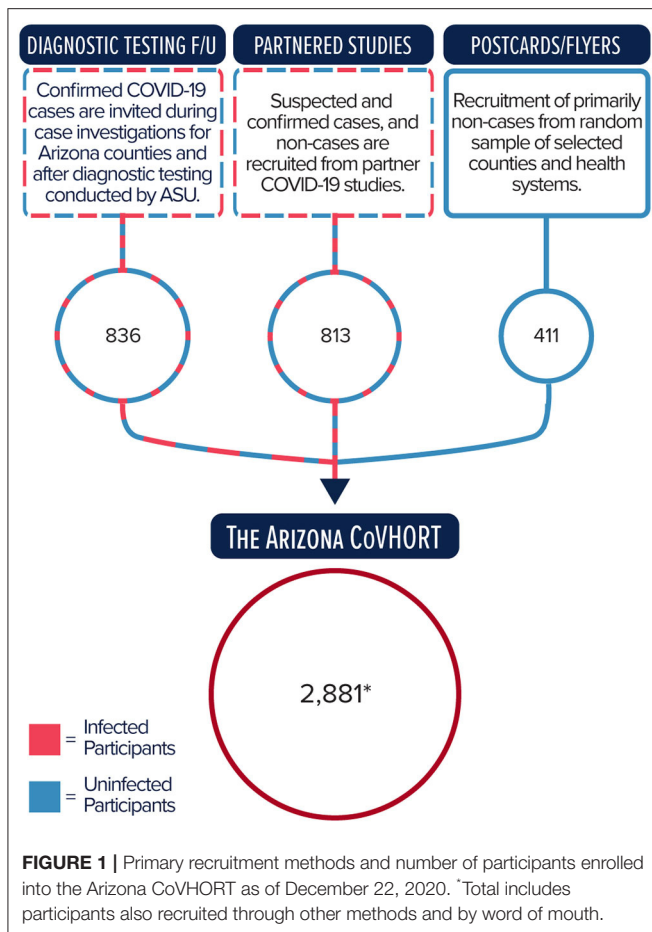 DIAGNOSTIC TESTING F/U
Confirmed COVID-19
cases are invited during
case investigations for
Arizona counties and
after diagnostic testing
conducted by ASU.
PARTNERED STUDIES
Suspected and
confirmed cases, and
non-cases are
recruited from partner
COVID-19 studies.
POSTCARDS/FLYERS
Recruitment of primarily
non-cases from random
sample of selected
counties and health
systems.
836
813
411
THE ARIZONA COVHORT
2,881*
= Infected
Participants
= Uninfected
Participants
FIGURE 1 | Primary recruitment methods and number of participants enrolled
into the Arizona CoVHORT as of December 22, 2020. *Total includes
participants also recruited through other methods and by word of mouth.